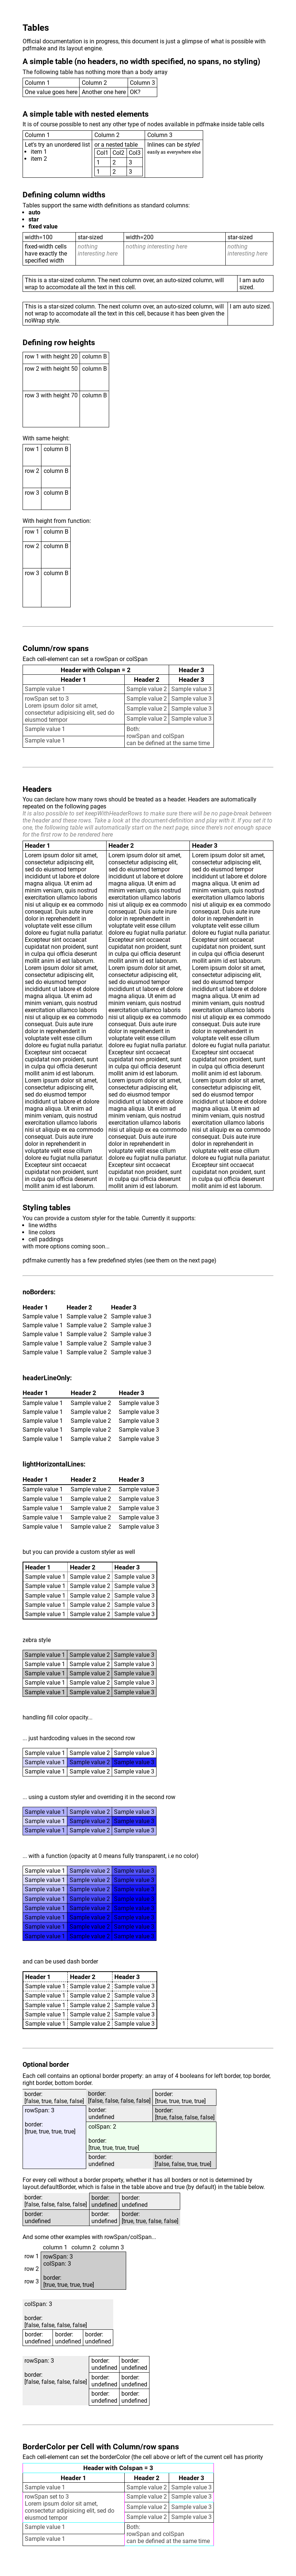 Tables
Official documentation is in progress, this document is just a glimpse of what is possible with
pdfmake and its layout engine.
A simple table (no headers, no width specified, no spans, no styling)
The following table has nothing more than a body array
Column 1 Column 2 Column 3
One value goes here Another one here OK?
A simple table with nested elements
It is of course possible to nest any other type of nodes available in pdfmake inside table cells
Column 1 Column 2 Column 3
Let's try an unordered list or a nested table Inlines can be styled
item 1 Col1 Col2 Col3 easily as everywhere else
item 2 1 2 3
1 2 3
Defining column widths
Tables support the same width definitions as standard columns:
auto
star
fixed value
width=100 star-sized width=200 star-sized
fixed-width cells nothing nothing interesting here nothing
have exactly the interesting here interesting here
specified width
This is a star-sized column. The next column over, an auto-sized column, will I am auto
wrap to accomodate all the text in this cell. sized.
This is a star-sized column. The next column over, an auto-sized column, will I am auto sized.
not wrap to accomodate all the text in this cell, because it has been given the
noWrap style.
Defining row heights
row 1 with height 20 column B
row 2 with height 50 column B
row 3 with height 70 column B
With same height:
row 1 column B
row 2 column B
row 3 column B
With height from function:
row 1 column B
row 2 column B
row 3 column B
Column/row spans
Each cell-element can set a rowSpan or colSpan
Header with Colspan = 2 Header 3
Header 1 Header 2 Header 3
Sample value 1 Sample value 2 Sample value 3
rowSpan set to 3 Sample value 2 Sample value 3
Lorem ipsum dolor sit amet, Sample value 2 Sample value 3
consectetur adipisicing elit, sed do
eiusmod tempor Sample value 2 Sample value 3
Sample value 1 Both:
rowSpan and colSpan
Sample value 1 can be defined at the same time
Headers
You can declare how many rows should be treated as a header. Headers are automatically
repeated on the following pages
It is also possible to set keepWithHeaderRows to make sure there will be no page-break between
the header and these rows. Take a look at the document-definition and play with it. If you set it to
one, the following table will automatically start on the next page, since there's not enough space
for the first row to be rendered here
Header 1 Header 2 Header 3
Lorem ipsum dolor sit amet, Lorem ipsum dolor sit amet, Lorem ipsum dolor sit amet,
consectetur adipisicing elit, consectetur adipisicing elit, consectetur adipisicing elit,
sed do eiusmod tempor sed do eiusmod tempor sed do eiusmod tempor
incididunt ut labore et dolore incididunt ut labore et dolore incididunt ut labore et dolore
magna aliqua. Ut enim ad magna aliqua. Ut enim ad magna aliqua. Ut enim ad
minim veniam, quis nostrud minim veniam, quis nostrud minim veniam, quis nostrud
exercitation ullamco laboris exercitation ullamco laboris exercitation ullamco laboris
nisi ut aliquip ex ea commodo nisi ut aliquip ex ea commodo nisi ut aliquip ex ea commodo
consequat. Duis aute irure consequat. Duis aute irure consequat. Duis aute irure
dolor in reprehenderit in dolor in reprehenderit in dolor in reprehenderit in
voluptate velit esse cillum voluptate velit esse cillum voluptate velit esse cillum
dolore eu fugiat nulla pariatur. dolore eu fugiat nulla pariatur. dolore eu fugiat nulla pariatur.
Excepteur sint occaecat Excepteur sint occaecat Excepteur sint occaecat
cupidatat non proident, sunt cupidatat non proident, sunt cupidatat non proident, sunt
in culpa qui officia deserunt in culpa qui officia deserunt in culpa qui officia deserunt
mollit anim id est laborum. mollit anim id est laborum. mollit anim id est laborum.
Lorem ipsum dolor sit amet, Lorem ipsum dolor sit amet, Lorem ipsum dolor sit amet,
consectetur adipisicing elit, consectetur adipisicing elit, consectetur adipisicing elit,
sed do eiusmod tempor sed do eiusmod tempor sed do eiusmod tempor
incididunt ut labore et dolore incididunt ut labore et dolore incididunt ut labore et dolore
magna aliqua. Ut enim ad magna aliqua. Ut enim ad magna aliqua. Ut enim ad
minim veniam, quis nostrud minim veniam, quis nostrud minim veniam, quis nostrud
exercitation ullamco laboris exercitation ullamco laboris exercitation ullamco laboris
nisi ut aliquip ex ea commodo nisi ut aliquip ex ea commodo nisi ut aliquip ex ea commodo
consequat. Duis aute irure consequat. Duis aute irure consequat. Duis aute irure
dolor in reprehenderit in dolor in reprehenderit in dolor in reprehenderit in
voluptate velit esse cillum voluptate velit esse cillum voluptate velit esse cillum
dolore eu fugiat nulla pariatur. dolore eu fugiat nulla pariatur. dolore eu fugiat nulla pariatur.
Excepteur sint occaecat Excepteur sint occaecat Excepteur sint occaecat
cupidatat non proident, sunt cupidatat non proident, sunt cupidatat non proident, sunt
in culpa qui officia deserunt in culpa qui officia deserunt in culpa qui officia deserunt
mollit anim id est laborum. mollit anim id est laborum. mollit anim id est laborum.
Lorem ipsum dolor sit amet, Lorem ipsum dolor sit amet, Lorem ipsum dolor sit amet,
consectetur adipisicing elit, consectetur adipisicing elit, consectetur adipisicing elit,
sed do eiusmod tempor sed do eiusmod tempor sed do eiusmod tempor
incididunt ut labore et dolore incididunt ut labore et dolore incididunt ut labore et dolore
magna aliqua. Ut enim ad magna aliqua. Ut enim ad magna aliqua. Ut enim ad
minim veniam, quis nostrud minim veniam, quis nostrud minim veniam, quis nostrud
exercitation ullamco laboris exercitation ullamco laboris exercitation ullamco laboris
nisi ut aliquip ex ea commodo nisi ut aliquip ex ea commodo nisi ut aliquip ex ea commodo
consequat. Duis aute irure consequat. Duis aute irure consequat. Duis aute irure
dolor in reprehenderit in dolor in reprehenderit in dolor in reprehenderit in
voluptate velit esse cillum voluptate velit esse cillum voluptate velit esse cillum
dolore eu fugiat nulla pariatur. dolore eu fugiat nulla pariatur. dolore eu fugiat nulla pariatur.
Excepteur sint occaecat Excepteur sint occaecat Excepteur sint occaecat
cupidatat non proident, sunt cupidatat non proident, sunt cupidatat non proident, sunt
in culpa qui officia deserunt in culpa qui officia deserunt in culpa qui officia deserunt
mollit anim id est laborum. mollit anim id est laborum. mollit anim id est laborum.
Styling tables
You can provide a custom styler for the table. Currently it supports:
line widths
line colors
cell paddings
with more options coming soon...
pdfmake currently has a few predefined styles (see them on the next page)
noBorders:
Header 1 Header 2 Header 3
Sample value 1 Sample value 2 Sample value 3
Sample value 1 Sample value 2 Sample value 3
Sample value 1 Sample value 2 Sample value 3
Sample value 1 Sample value 2 Sample value 3
Sample value 1 Sample value 2 Sample value 3
headerLineOnly:
Header 1 Header 2 Header 3
Sample value 1 Sample value 2 Sample value 3
Sample value 1 Sample value 2 Sample value 3
Sample value 1 Sample value 2 Sample value 3
Sample value 1 Sample value 2 Sample value 3
Sample value 1 Sample value 2 Sample value 3
lightHorizontalLines:
Header 1 Header 2 Header 3
Sample value 1 Sample value 2 Sample value 3
Sample value 1 Sample value 2 Sample value 3
Sample value 1 Sample value 2 Sample value 3
Sample value 1 Sample value 2 Sample value 3
Sample value 1 Sample value 2 Sample value 3
but you can provide a custom styler as well
Header 1 Header 2 Header 3
Sample value 1 Sample value 2 Sample value 3
Sample value 1 Sample value 2 Sample value 3
Sample value 1 Sample value 2 Sample value 3
Sample value 1 Sample value 2 Sample value 3
Sample value 1 Sample value 2 Sample value 3
zebra style
Sample value 1 Sample value 2 Sample value 3
Sample value 1 Sample value 2 Sample value 3
Sample value 1 Sample value 2 Sample value 3
Sample value 1 Sample value 2 Sample value 3
Sample value 1 Sample value 2 Sample value 3
handling fill color opacity...
... just hardcoding values in the second row
Sample value 1 Sample value 2 Sample value 3
Sample value 1 Sample value 2 Sample value 3
Sample value 1 Sample value 2 Sample value 3
... using a custom styler and overriding it in the second row
Sample value 1 Sample value 2 Sample value 3
Sample value 1 Sample value 2 Sample value 3
Sample value 1 Sample value 2 Sample value 3
... with a function (opacity at 0 means fully transparent, i.e no color)
Sample value 1 Sample value 2 Sample value 3
Sample value 1 Sample value 2 Sample value 3
Sample value 1 Sample value 2 Sample value 3
Sample value 1 Sample value 2 Sample value 3
Sample value 1 Sample value 2 Sample value 3
Sample value 1 Sample value 2 Sample value 3
Sample value 1 Sample value 2 Sample value 3
Sample value 1 Sample value 2 Sample value 3
and can be used dash border
Header 1 Header 2 Header 3
Sample value 1 Sample value 2 Sample value 3
Sample value 1 Sample value 2 Sample value 3
Sample value 1 Sample value 2 Sample value 3
Sample value 1 Sample value 2 Sample value 3
Sample value 1 Sample value 2 Sample value 3
Optional border
Each cell contains an optional border property: an array of 4 booleans for left border, top border,
right border, bottom border.
border: border: border:
[false, true, false, false] [false, false, false, false] [true, true, true, true]
rowSpan: 3 border: border:
undefined [true, false, false, true]
border: colSpan: 2
[true, true, true, true]
border:
[true, true, true, true]
border: border:
undefined [false, false, true, true]
For every cell without a border property, whether it has all borders or not is determined by
layout.defaultBorder, which is false in the table above and true (by default) in the table below.
border: border: border:
[false, false, false, false] undefined undefined
border: border: border:
undefined undefined [true, true, false, false]
And some other examples with rowSpan/colSpan...
column 1 column 2 column 3
row 1 rowSpan: 3
colSpan: 3
row 2
border:
row 3 [true, true, true, true]
colSpan: 3
border:
[false, false, false, false]
border: border: border:
undefined undefined undefined
rowSpan: 3 border: border:
undefined undefined
border: border: border:
[false, false, false, false] undefined undefined
border: border:
undefined undefined
BorderColor per Cell with Column/row spans
Each cell-element can set the borderColor (the cell above or left of the current cell has priority
Header with Colspan = 3
Header 1 Header 2 Header 3
Sample value 1 Sample value 2 Sample value 3
rowSpan set to 3 Sample value 2 Sample value 3
Lorem ipsum dolor sit amet, Sample value 2 Sample value 3
consectetur adipisicing elit, sed do
eiusmod tempor Sample value 2 Sample value 3
Sample value 1 Both:
rowSpan and colSpan
Sample value 1 can be defined at the same time